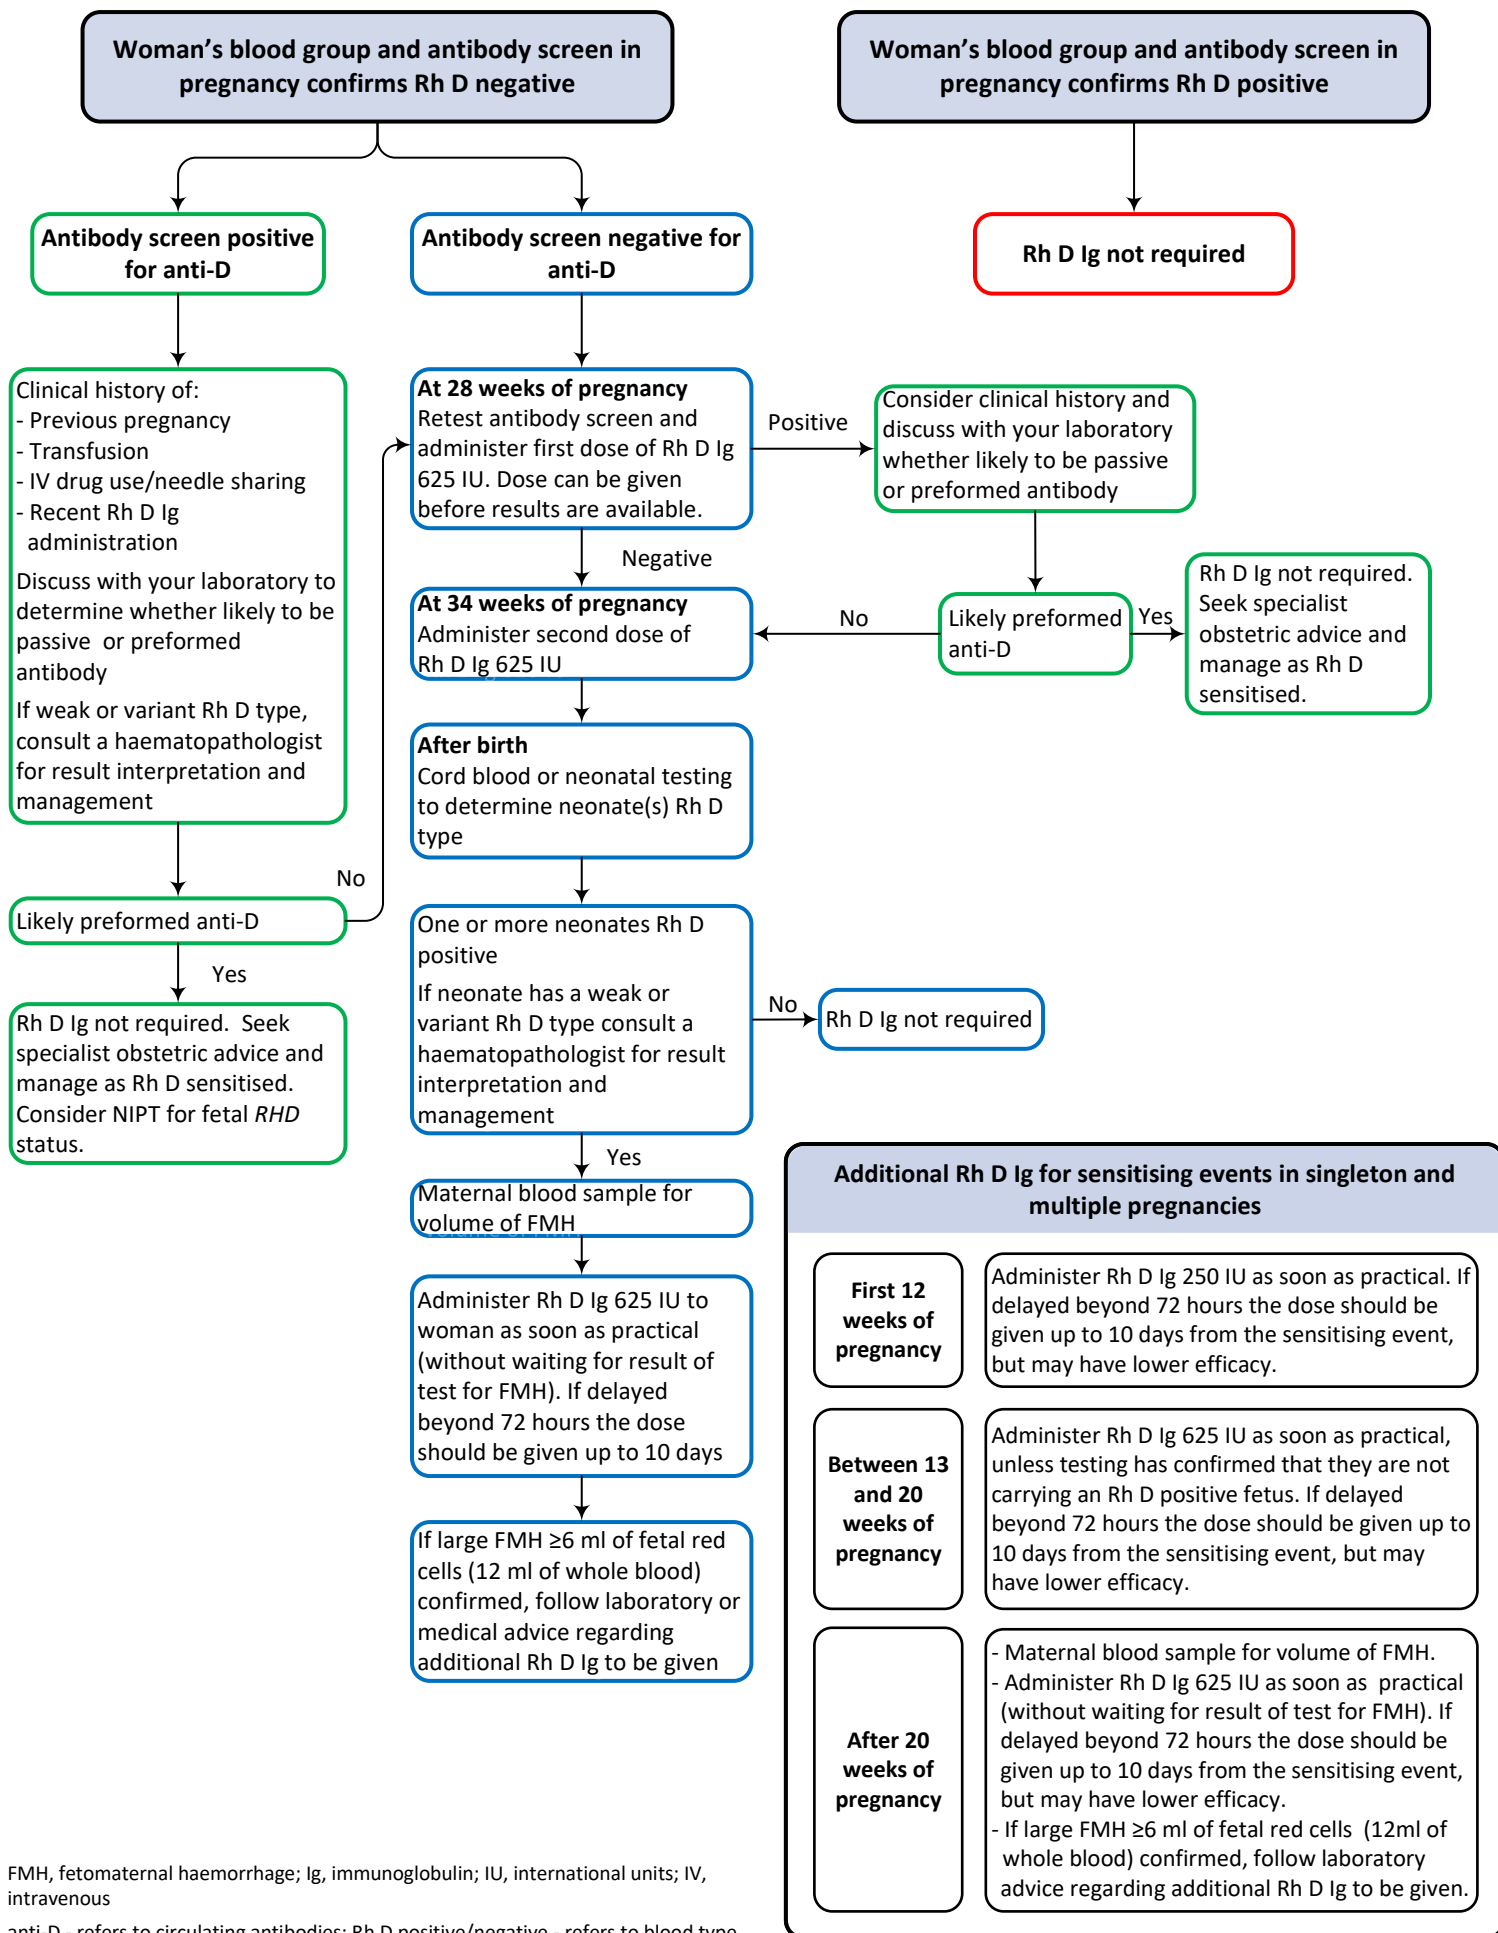 Woman's blood group and antibody screen in
pregnancy confirms Rh D negative
Woman's blood group and antibody screen in
pregnancy confirms Rh D positive
Antibody screen positive
for anti-D
Antibody screen negative for
anti-D
Rh D Ig not required
Clinical history of:
- Previous pregnancy
- Transfusion
- IV drug use/needle sharing
- Recent Rh D Ig
administration
Discuss with your laboratory to
determine whether likely to be
passive or preformed
antibody
If weak or variant Rh D type,
consult a haematopathologist
for result interpretation and
management
No
Likely preformed anti-D
Yes
Rh D Ig not required. Seek
specialist obstetric advice and
manage as Rh D sensitised.
Consider NIPT for fetal RHD
status.
At 28 weeks of pregnancy
Retest antibody screen and
administer first dose of Rh D Ig
625 IU. Dose can be given
before results are available.
Positive
Consider clinical history and
discuss with your laboratory
whether likely to be passive
or preformed antibody
Negative
At 34 weeks of pregnancy
Administer second dose of
Rh D Ig 625 IU
No
Likely preformed
anti-D
Yes
Rh D Ig not required.
Seek specialist
obstetric advice and
manage as Rh D
sensitised.
After birth
Cord blood or neonatal testing
to determine neonate(s) Rh D
type
One or more neonates Rh D
positive
If neonate has a weak or
variant Rh D type consult a
haematopathologist for result
interpretation and
management
No
Rh D Ig not required
Yes
Maternal blood sample for
volume of FMH
Administer Rh D Ig 625 IU to
woman as soon as practical
(without waiting for result of
test for FMH). If delayed
beyond 72 hours the dose
should be given up to 10 days
If large FMH ≥6 ml of fetal red
cells (12 ml of whole blood)
confirmed, follow laboratory or
medical advice regarding
additional Rh D Ig to be given
Additional Rh D Ig for sensitising events in singleton and
multiple pregnancies
First 12
weeks of
pregnancy
Administer Rh D Ig 250 IU as soon as practical. If
delayed beyond 72 hours the dose should be
given up to 10 days from the sensitising event,
but may have lower efficacy.
Between 13
and 20
weeks of
pregnancy
Administer Rh D Ig 625 IU as soon as practical,
unless testing has confirmed that they are not
carrying an Rh D positive fetus. If delayed
beyond 72 hours the dose should be given up to
10 days from the sensitising event, but may
have lower efficacy.
After 20
weeks of
pregnancy
- Maternal blood sample for volume of FMH.
- Administer Rh D Ig 625 IU as soon as practical
(without waiting for result of test for FMH). If
delayed beyond 72 hours the dose should be
given up to 10 days from the sensitising event,
but may have lower efficacy.
- If large FMH ≥6 ml of fetal red cells (12ml of
whole blood) confirmed, follow laboratory
advice regarding additional Rh D Ig to be given.
FMH, fetomaternal haemorrhage; Ig, immunoglobulin; IU, international units; IV,
intravenous
anti-D - refers to circulating antibodies; Rh D positive/negative - refers to blood type